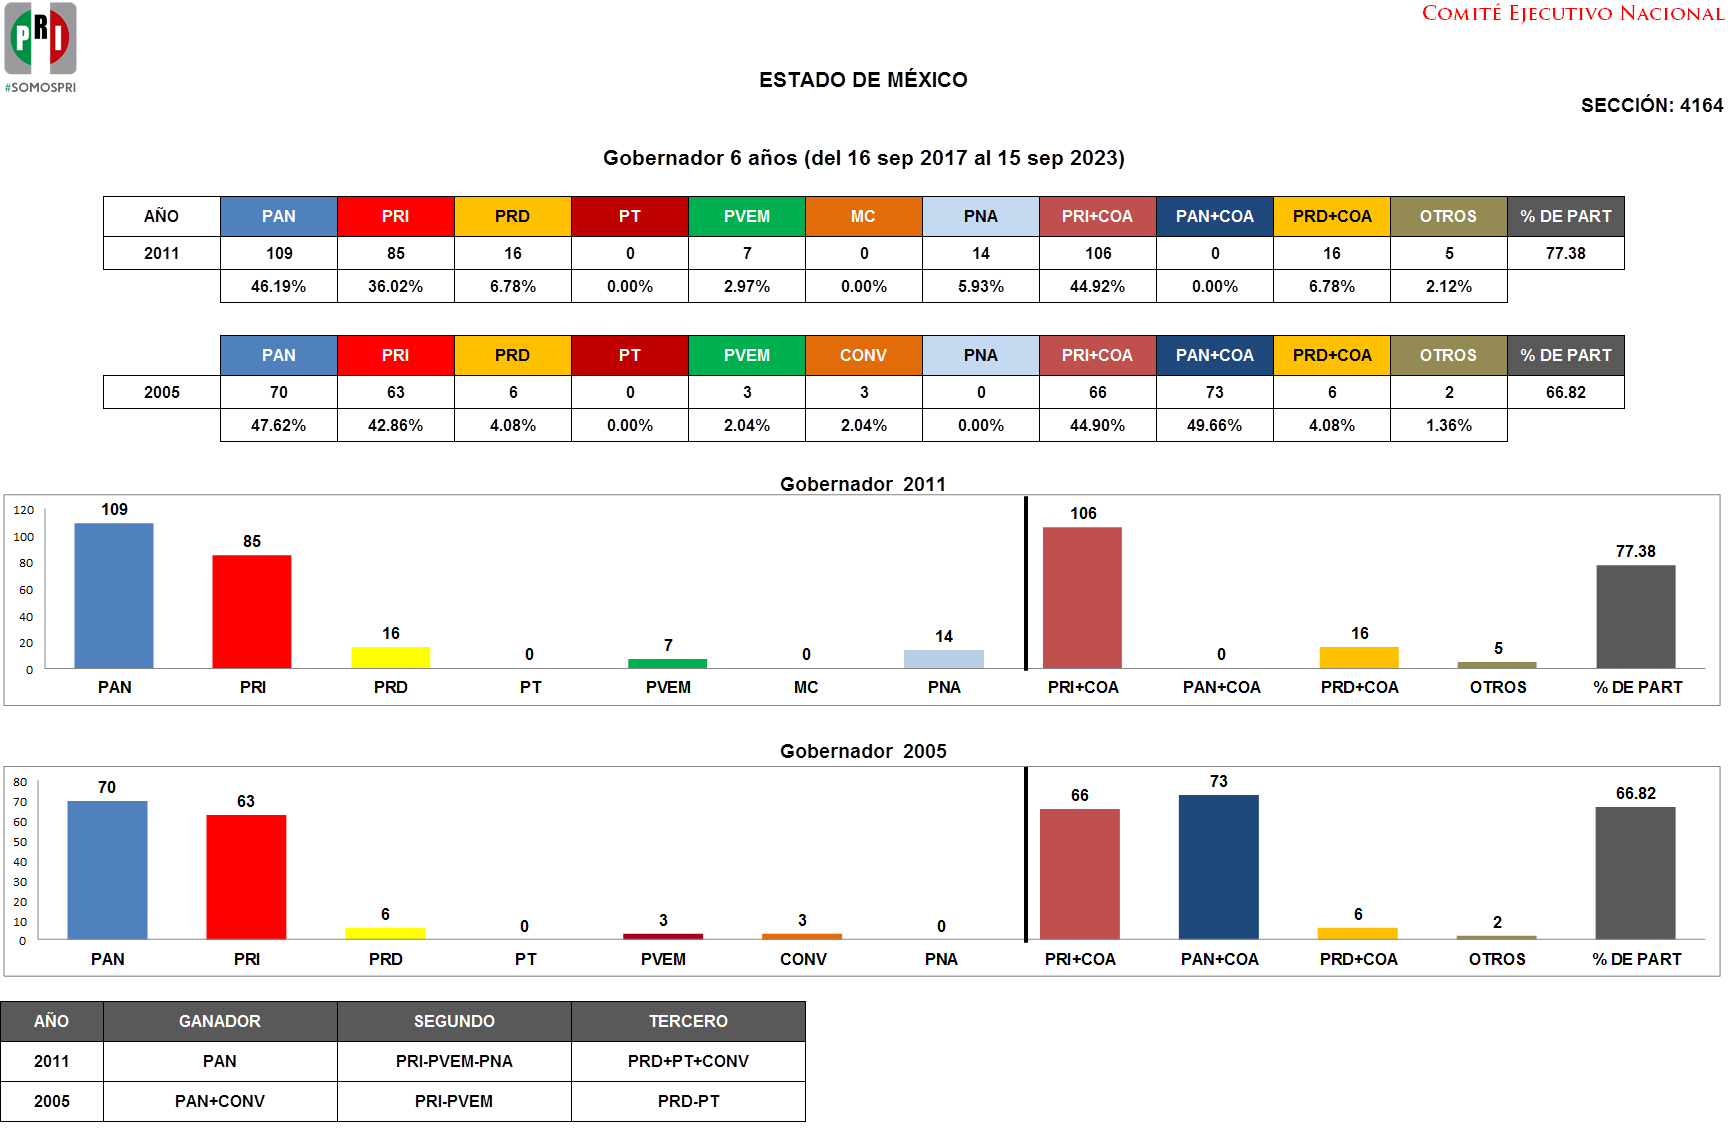 PRI
#SOMOSPRI
COMITÉ EJECUTIVO NACIONAL
ESTADO DE MÉXICO
SECCIÓN: 4164
Gobernador 6 años (del 16 sep 2017 al 15 sep 2023)
AÑO PAN PRI PRD PT PVEM MC PNA PRI+COA PAN+COA PRD+COA OTROS % DE PART
2011 109 85 16 0 7 0 14 106 0 16 5 77.38
46.19% 36.02% 6.78% 0.00% 2.97% 0.00% 5.93% 44.92% 0.00% 6.78% 2.12%
PAN PRI PRD PT PVEM CONV PNA PRI+COA PAN+COA PRD+COA OTROS % DE PART
2005 70 63 6 0 3 3 0 66 73 6 2 66.82
47.62% 42.86% 4.08% 0.00% 2.04% 2.04% 0.00% 44.90% 49.66% 4.08% 1.36%
Gobernador 2011
120
100
80
60
40
20
0
109 85 16 0 7 0 14 106 0 16 5 77.38
PAN PRI PRD PT PVEM MC PNA PRI+COA PAN+COA PRD+COA OTROS % DE PART
Gobernador 2005
80
70
60
50
40
30
20
10
0
70 63 6 0 3 3 0 66 73 6 2 66.82
PAN PRI PRD PT PVEM CONV PNA PRI+COA PAN+COA PRD+COA OTROS % DE PART
AÑO GANADOR SEGUNDO TERCERO
2011 PAN PRI-PVEM-PNA PRD+PT+CONV
2005 PAN+CONV PRI-PVEM PRD-PT